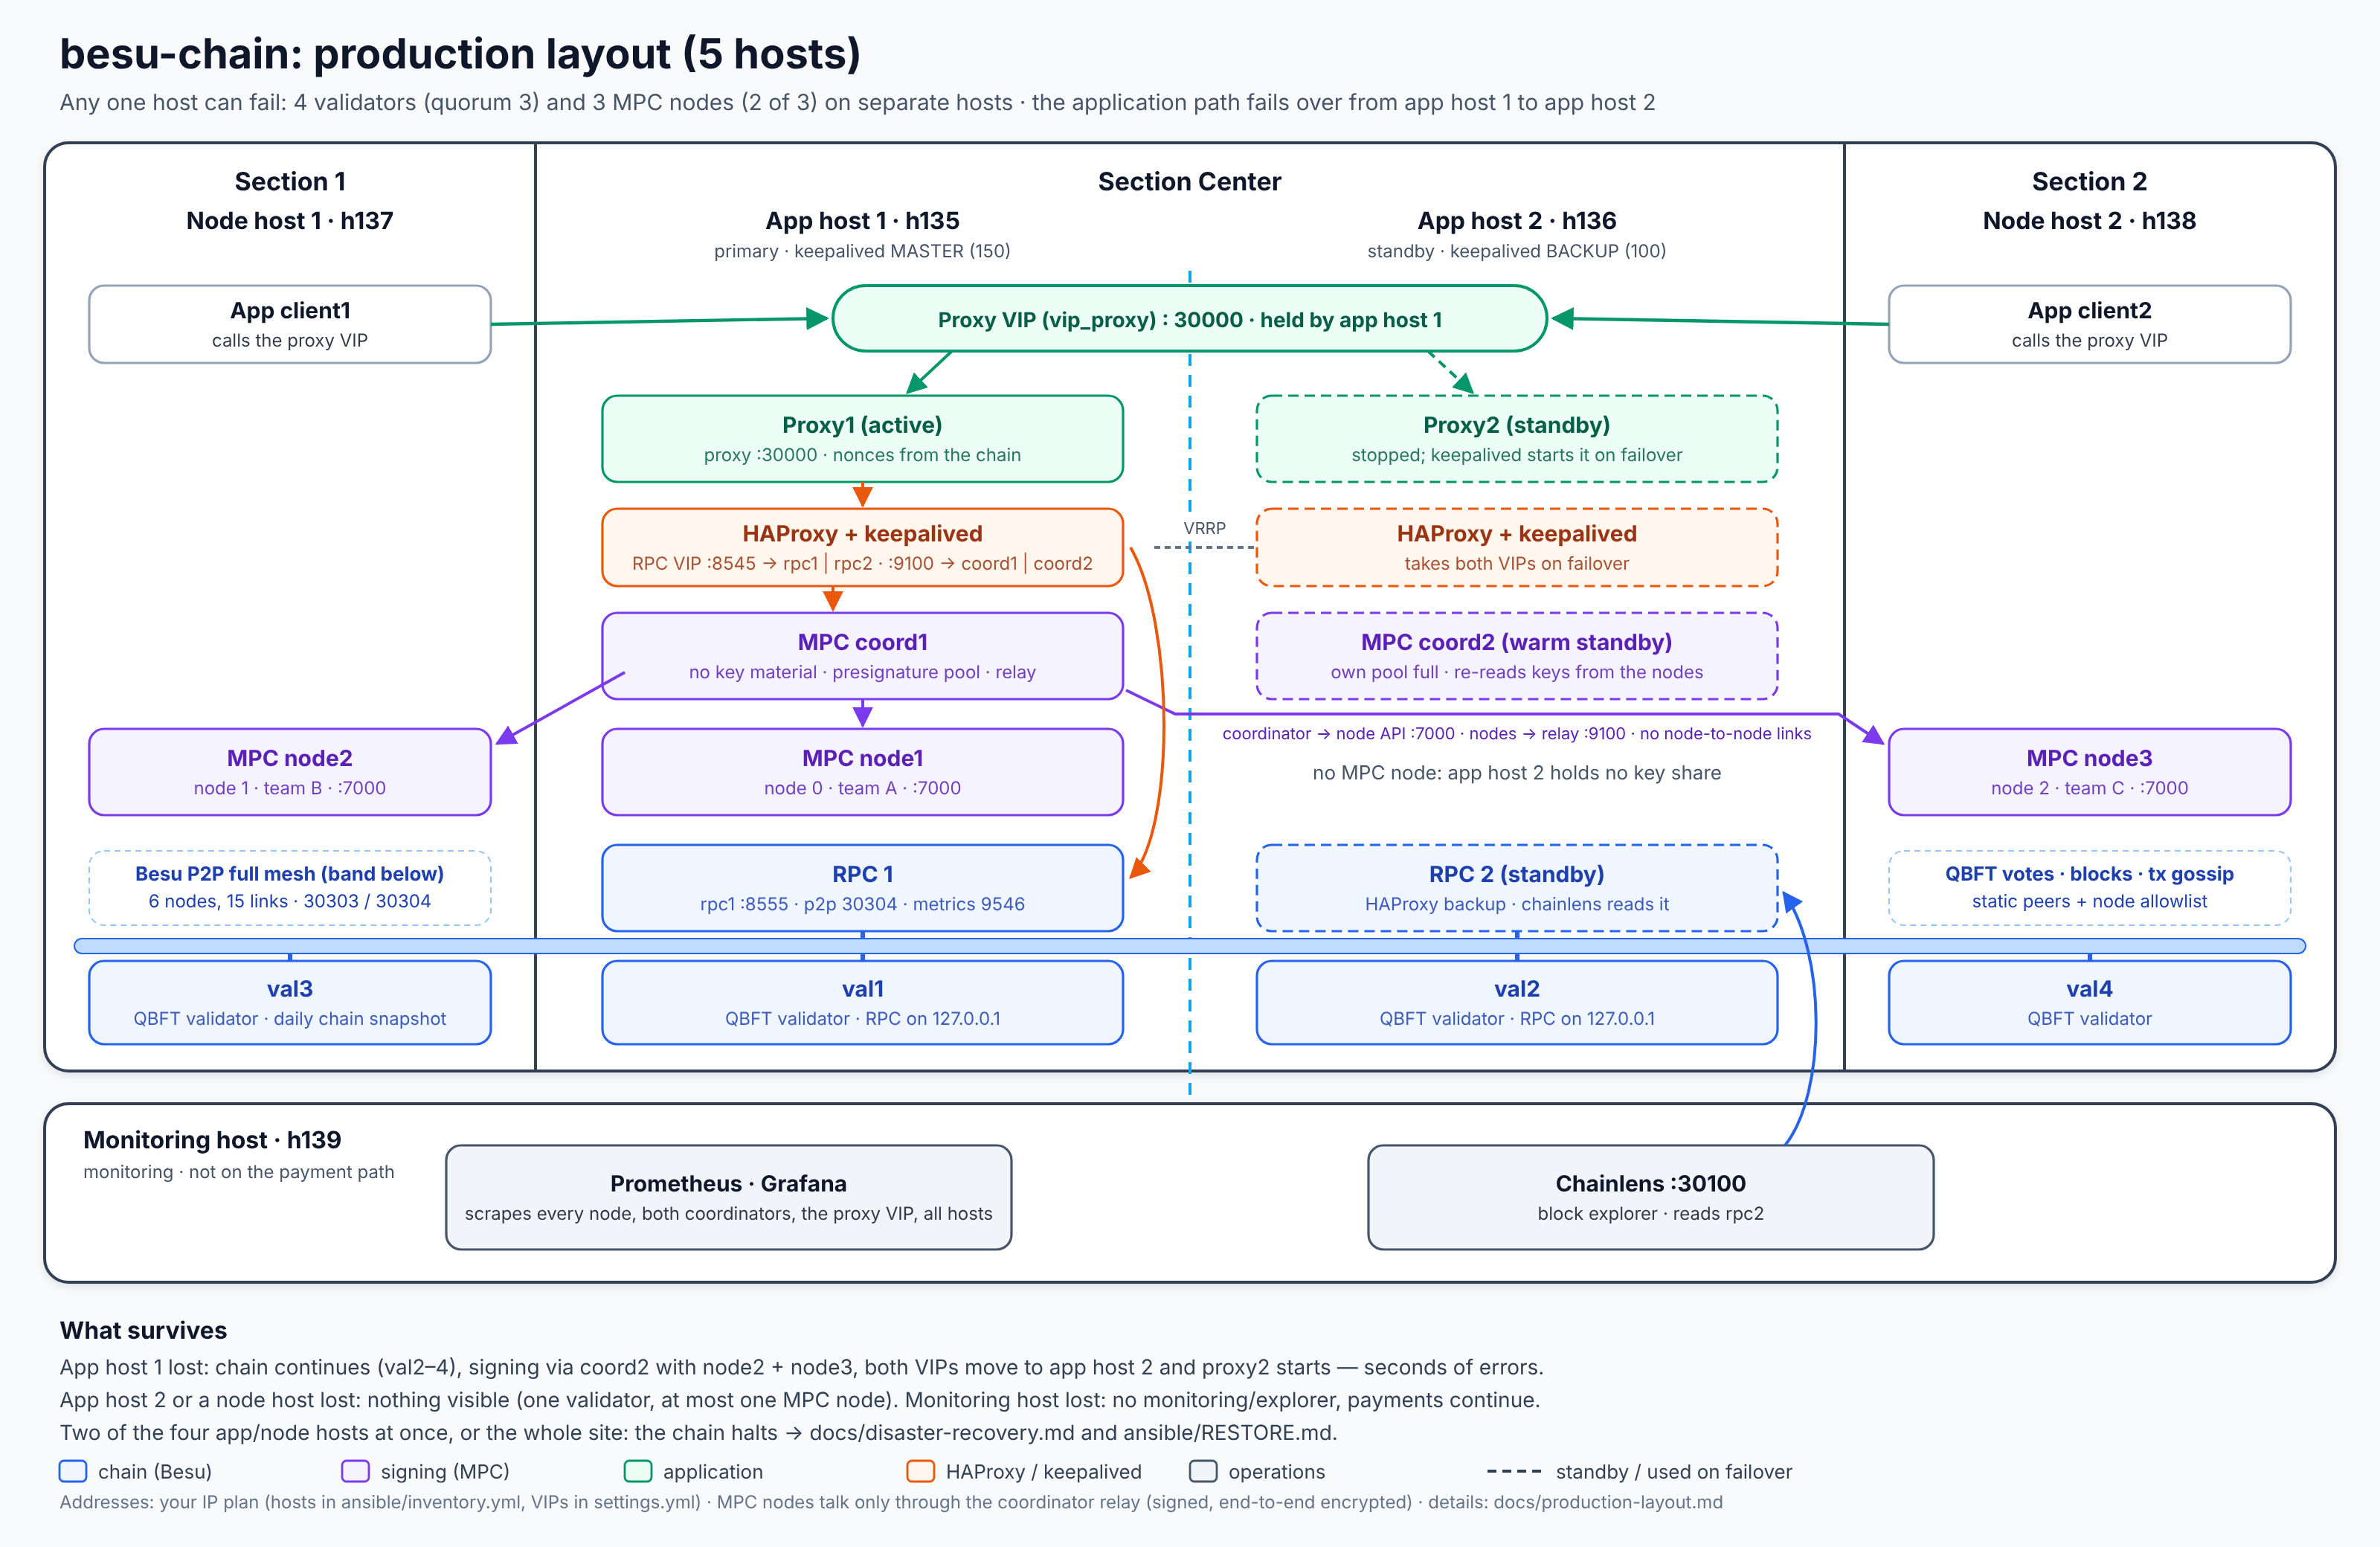 besu-chain: production layout (5 hosts)
Any one host can fail: 4 validators (quorum 3) and 3 MPC nodes (2 of 3) on separate hosts · the application path fails over from app host 1 to app host 2
Section 1
Node host 1 · h137
Section Center
App host 1 · h135
primary · keepalived MASTER (150)
App host 2 · h136
standby · keepalived BACKUP (100)
Section 2
Node host 2 · h138
App client1
calls the proxy VIP
Proxy VIP (vip_proxy) : 30000 · held by app host 1
App client2
calls the proxy VIP
Proxy1 (active)
proxy :30000 · nonces from the chain
Proxy2 (standby)
stopped; keepalived starts it on failover
HAProxy + keepalived
RPC VIP :8545 → rpc1 | rpc2 · :9100 → coord1 | coord2
VRRP
HAProxy + keepalived
takes both VIPs on failover
MPC coord1
no key material · presignature pool · relay
MPC coord2 (warm standby)
own pool full · re-reads keys from the nodes
coordinator → node API :7000 · nodes → relay :9100 · no node-to-node links
MPC node2
node 1 · team B · :7000
MPC node1
node 0 · team A · :7000
no MPC node: app host 2 holds no key share
MPC node3
node 2 · team C · :7000
Besu P2P full mesh (band below)
6 nodes, 15 links · 30303 / 30304
RPC 1
rpc1 :8555 · p2p 30304 · metrics 9546
RPC 2 (standby)
HAProxy backup · chainlens reads it
QBFT votes · blocks · tx gossip
static peers + node allowlist
val3
QBFT validator · daily chain snapshot
val1
QBFT validator · RPC on 127.0.0.1
val2
QBFT validator · RPC on 127.0.0.1
val4
QBFT validator
Monitoring host · h139
monitoring · not on the payment path
Prometheus · Grafana
scrapes every node, both coordinators, the proxy VIP, all hosts
Chainlens :30100
block explorer · reads rpc2
What survives
App host 1 lost: chain continues (val2–4), signing via coord2 with node2 + node3, both VIPs move to app host 2 and proxy2 starts — seconds of errors.
App host 2 or a node host lost: nothing visible (one validator, at most one MPC node). Monitoring host lost: no monitoring/explorer, payments continue.
Two of the four app/node hosts at once, or the whole site: the chain halts → docs/disaster-recovery.md and ansible/RESTORE.md.
chain (Besu)
signing (MPC)
application
HAProxy / keepalived
operations
standby / used on failover
Addresses: your IP plan (hosts in ansible/inventory.yml, VIPs in settings.yml) · MPC nodes talk only through the coordinator relay (signed, end-to-end encrypted) · details: docs/production-layout.md